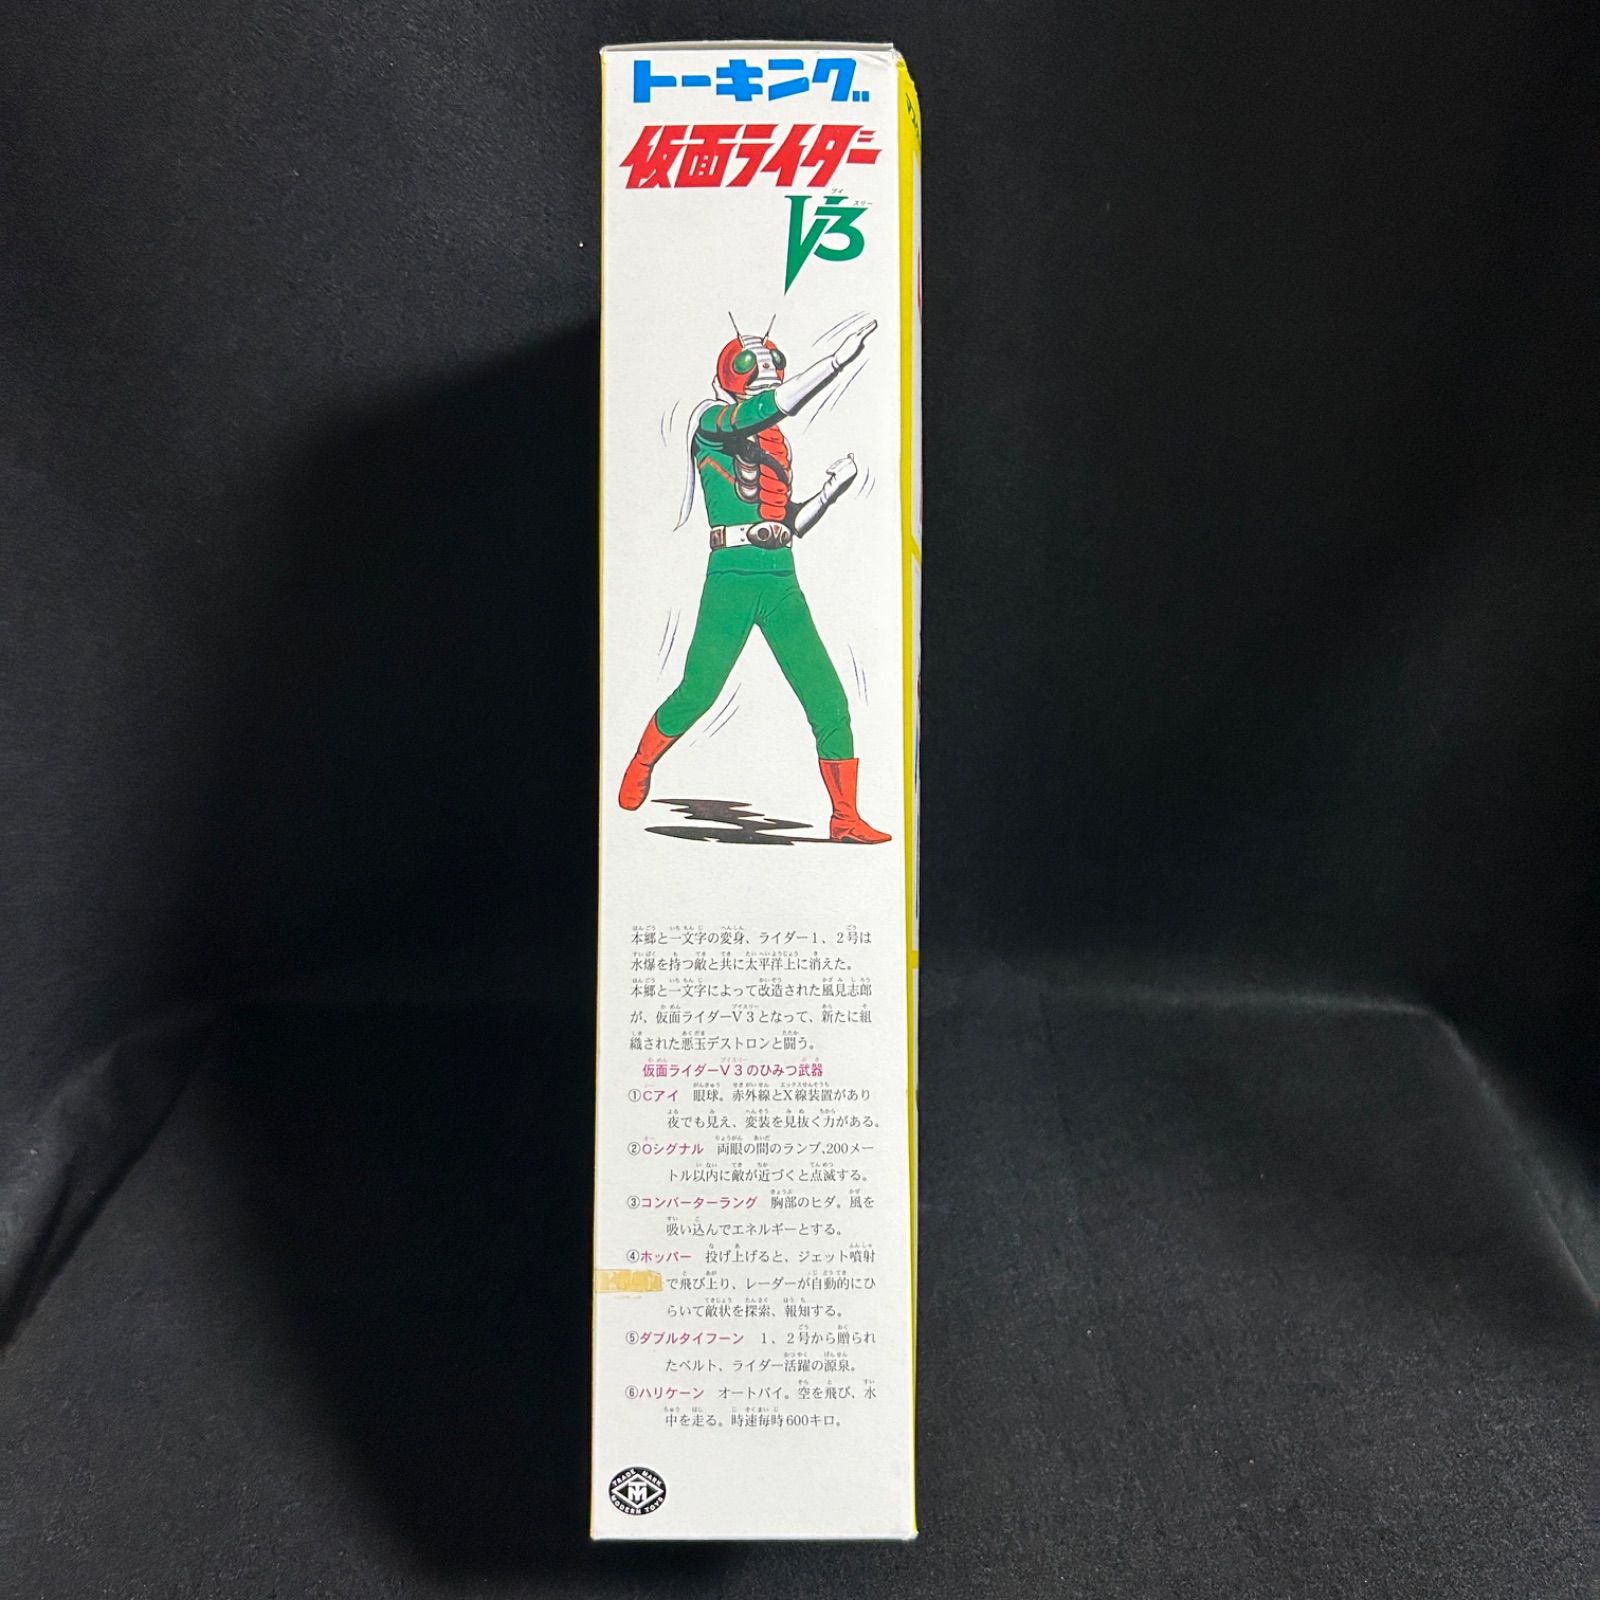 トーキング
仮面ライダー
ブイ スリー
V3
本郷と一文字の変身、ライダー1、2号は
水爆を持つ敵と共に太平洋上に消えた。
本郷と一文字によって改造された風見志郎
が、仮面ライダーV3となって、新たに組
織された悪玉デストロンと闘う。
仮面ライダーV3のひみつ武器
①Cアイ 眼球。赤外線とX線装置があり
夜でも見え、変装を見抜く力がある。
②Oシグナル 両眼の間のランプ、200メー
トル以内に敵が近づくと点滅する。
③コンバーターラング 胸部のヒダ。風を
吸い込んでエネルギーとする。
④ホッパー 投げ上げると、ジェット噴射
で飛び上り、レーダーが自動的にひ
らいて敵状を探索、報知する。
⑤ダブルタイフーン 1、2号から贈られ
たベルト、ライダー活躍の源泉。
⑥ハリケーン オートバイ。空を飛び、水
中を走る。時速毎時600キロ。
TRADE MARK
TM
MODERN TOYS